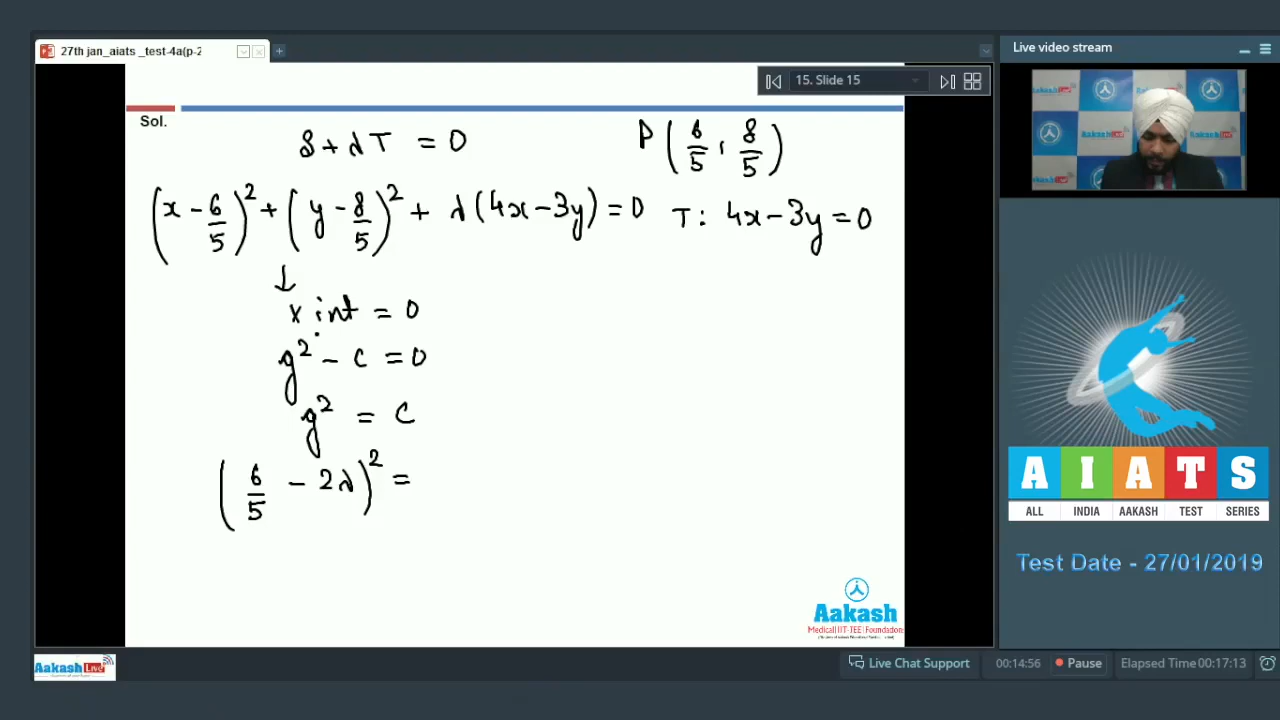 27th jan_aiats _test-4a(p-2
Live video stream
15. Slide 15
Sol.
S + λT = 0
P (6/5, 8/5)
(x - 6/5)² + (y - 8/5)² + λ(4x - 3y) = 0
T: 4x - 3y = 0
↓
x int = 0
g² - c = 0
g² = c
(6/5 - 2λ)² =
A I A T S
ALL INDIA AAKASH TEST SERIES
Test Date - 27/01/2019
Aakash
Medical|IIT-JEE|Foundations
Aakash Live
Live Chat Support
00:14:56
Pause
Elapsed Time 00:17:13